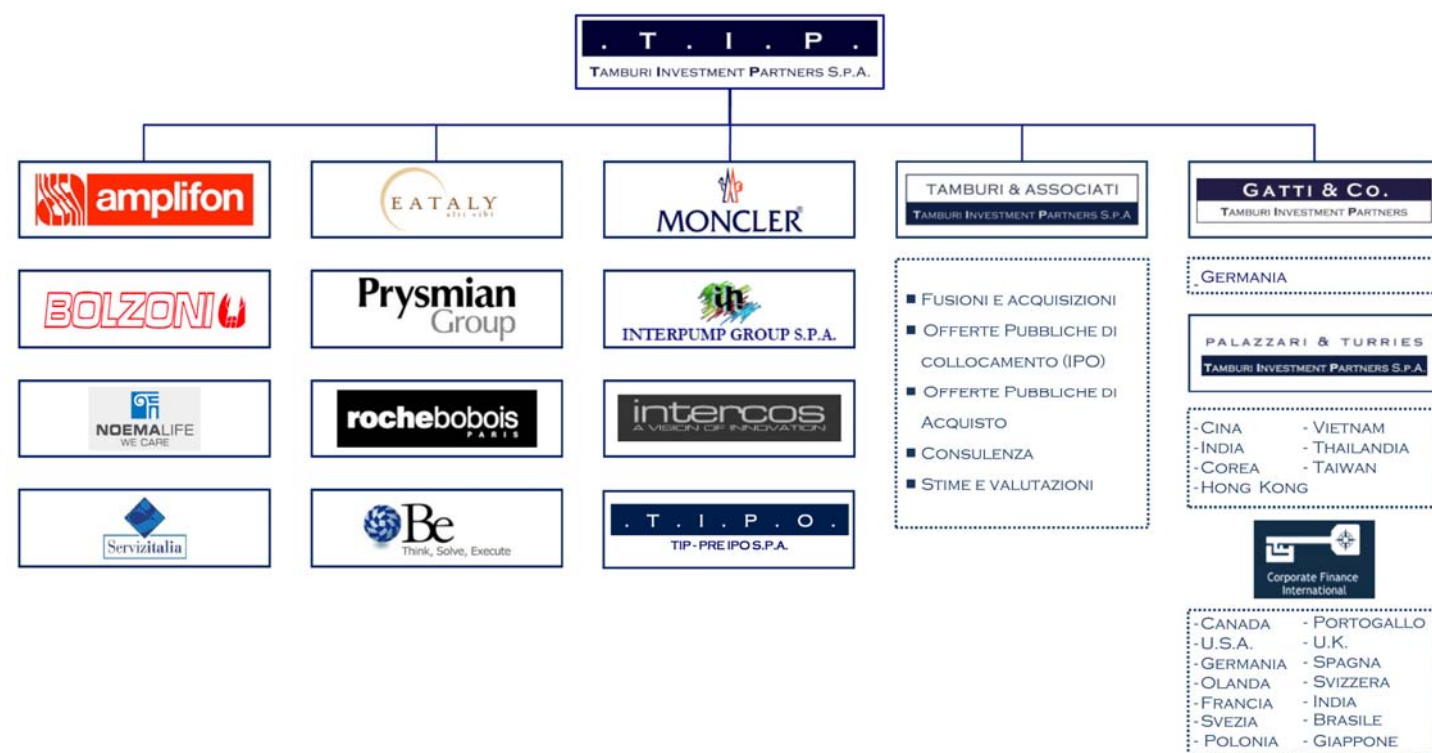 . T . I . P .
TAMBURI INVESTMENT PARTNERS S.P.A.
amplifon
BOLZONI
NOEMALIFE
WE CARE
Servizitalia
EATALY
alti cibi
Prysmian
Group
rochebobois
PARIS
Be
Think, Solve, Execute
MONCLER
ih
INTERPUMP GROUP S.P.A.
intercos
A VISION OF INNOVATION
. T . I . P . O .
TIP - PRE IPO S.P.A.
TAMBURI & ASSOCIATI
TAMBURI INVESTMENT PARTNERS S.P.A
■ FUSIONI E ACQUISIZIONI
■ OFFERTE PUBBLICHE DI
COLLOCAMENTO (IPO)
■ OFFERTE PUBBLICHE DI
ACQUISTO
■ CONSULENZA
■ STIME E VALUTAZIONI
GATTI & CO.
TAMBURI INVESTMENT PARTNERS
- GERMANIA
PALAZZARI & TURRIES
TAMBURI INVESTMENT PARTNERS S.P.A.
- CINA - VIETNAM
- INDIA - THAILANDIA
- COREA - TAIWAN
- HONG KONG
Corporate Finance
International
- CANADA - PORTOGALLO
- U.S.A. - U.K.
- GERMANIA - SPAGNA
- OLANDA - SVIZZERA
- FRANCIA - INDIA
- SVEZIA - BRASILE
- POLONIA - GIAPPONE